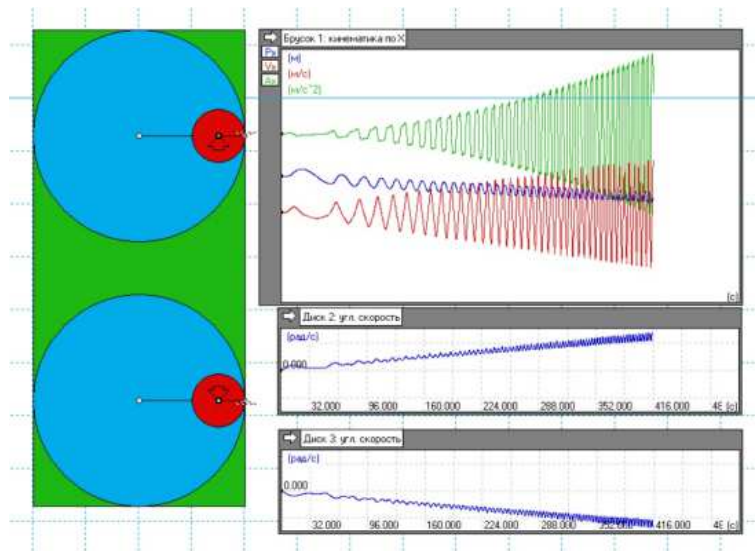 Брусок 1: кинематика по X
Px
Vx
Ax
(м)
(м/с)
(м/с^2)
(с)
Диск 2: угл. скорость
(рад/с)
0.000
32.000 96.000 160.000 224.000 288.000 352.000 416.000 48 (с)
Диск 3: угл. скорость
(рад/с)
0.000
32.000 96.000 160.000 224.000 288.000 352.000 416.000 48 (с)